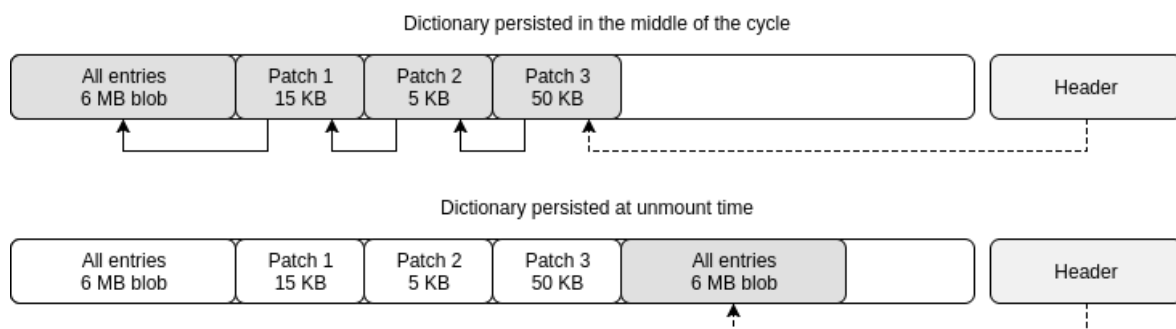 Dictionary persisted in the middle of the cycle
All entries
6 MB blob
Patch 1
15 KB
Patch 2
5 KB
Patch 3
50 KB
Header
Dictionary persisted at unmount time
All entries
6 MB blob
Patch 1
15 KB
Patch 2
5 KB
Patch 3
50 KB
All entries
6 MB blob
Header